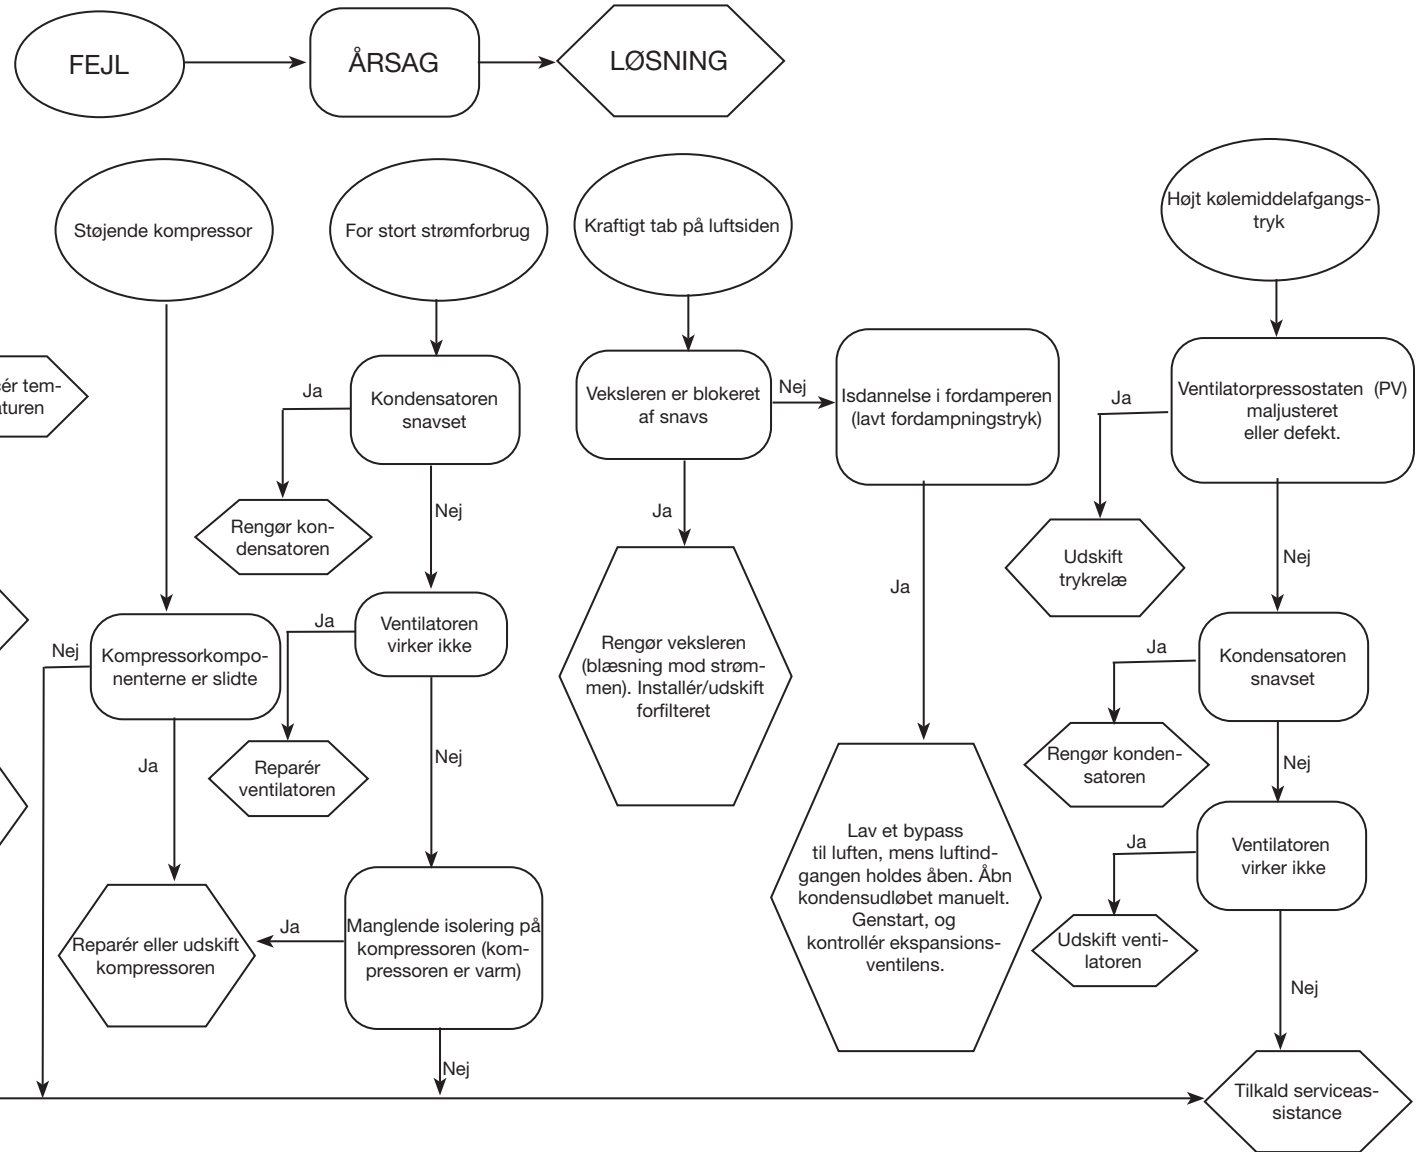 FEJL
ÅRSAG
LØSNING
Støjende kompressor
For stort strømforbrug
Kraftigt tab på luftsiden
Højt kølemiddelafgangs-
tryk
cér tem-
aturen
Ja
Kondensatoren
snavset
Veksleren er blokeret
af snavs
Nej
Isdannelse i fordamperen
(lavt fordampningstryk)
Ja
Ventilatorpressostaten (PV)
maljusteret
eller defekt.
Rengør kon-
densatoren
Nej
Ja
Ja
Udskift
trykrelæ
Nej
Nej
Kompressorkompo-
nenterne er slidte
Ja
Ventilatoren
virker ikke
Rengør veksleren
(blæsning mod strøm-
men). Installér/udskift
forfilteret
Ja
Kondensatoren
snavset
Ja
Reparér
ventilatoren
Nej
Rengør konden-
satoren
Nej
Lav et bypass
til luften, mens luftind-
gangen holdes åben. Åbn
kondensudløbet manuelt.
Genstart, og
kontrollér ekspansions-
ventilens.
Ja
Ventilatoren
virker ikke
Reparér eller udskift
kompressoren
Ja
Manglende isolering på
kompressoren (kom-
pressoren er varm)
Udskift venti-
latoren
Nej
Nej
Tilkald serviceas-
sistance